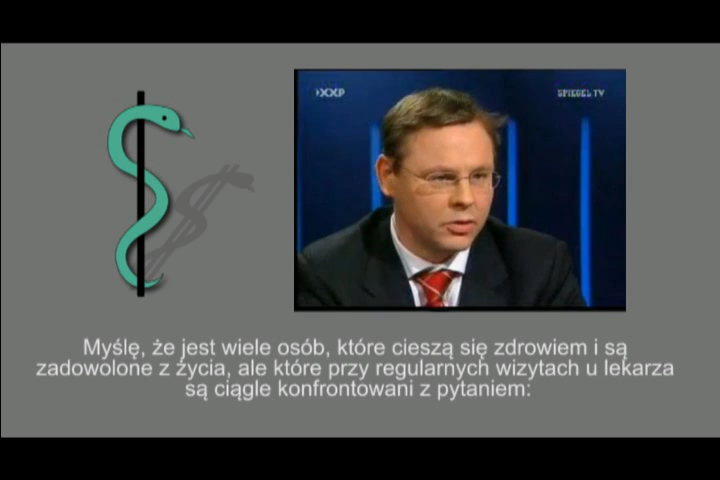 XXP
SPIEGEL TV
Myślę, że jest wiele osób, które cieszą się zdrowiem i są
zadowolone z życia, ale które przy regularnych wizytach u lekarza
są ciągle konfrontowani z pytaniem: